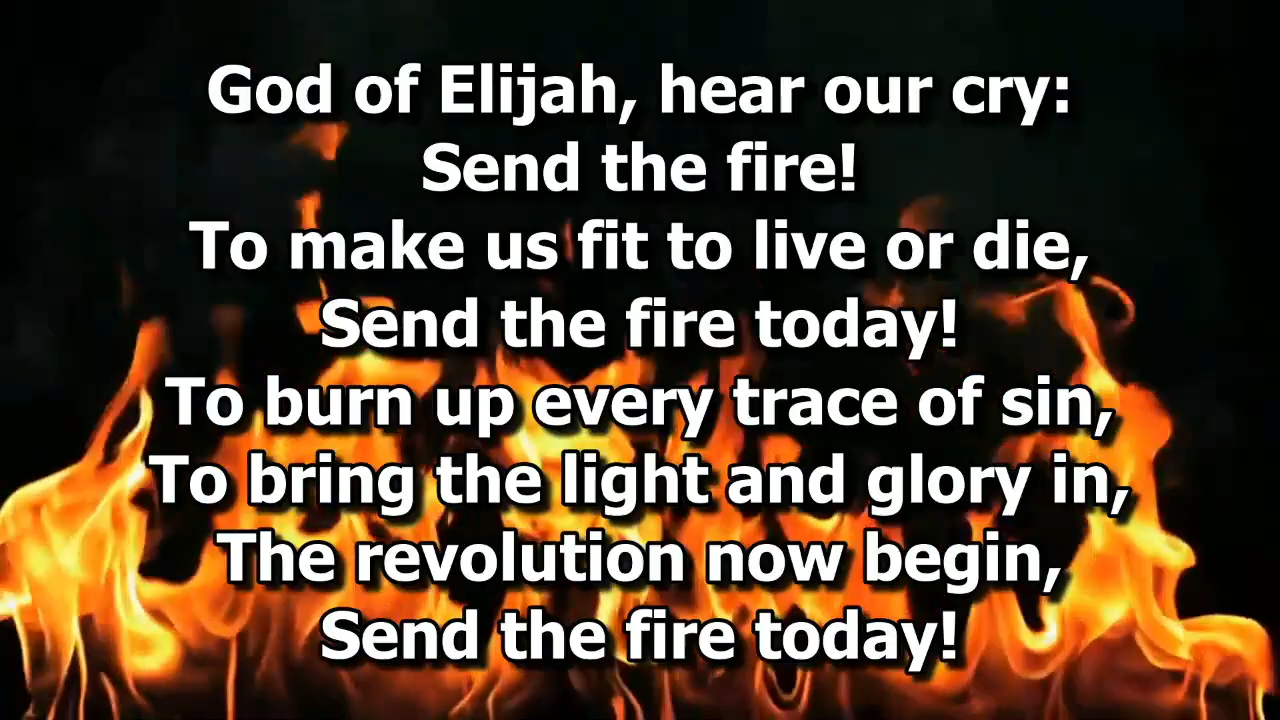 God of Elijah, hear our cry:
Send the fire!
To make us fit to live or die,
Send the fire today!
To burn up every trace of sin,
To bring the light and glory in,
The revolution now begin,
Send the fire today!